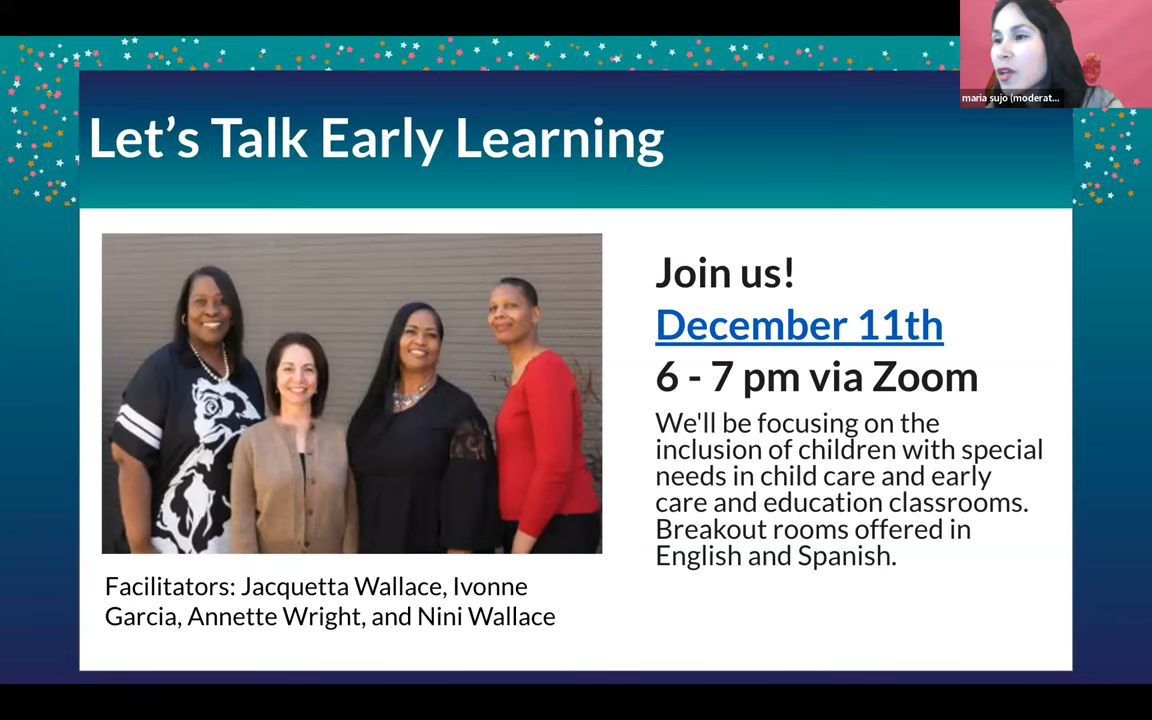 maria sujo (moderat...
Let's Talk Early Learning
Join us!
December 11th
6 - 7 pm via Zoom
We'll be focusing on the
inclusion of children with special
needs in child care and early
care and education classrooms.
Breakout rooms offered in
English and Spanish.
Facilitators: Jacquetta Wallace, Ivonne
Garcia, Annette Wright, and Nini Wallace